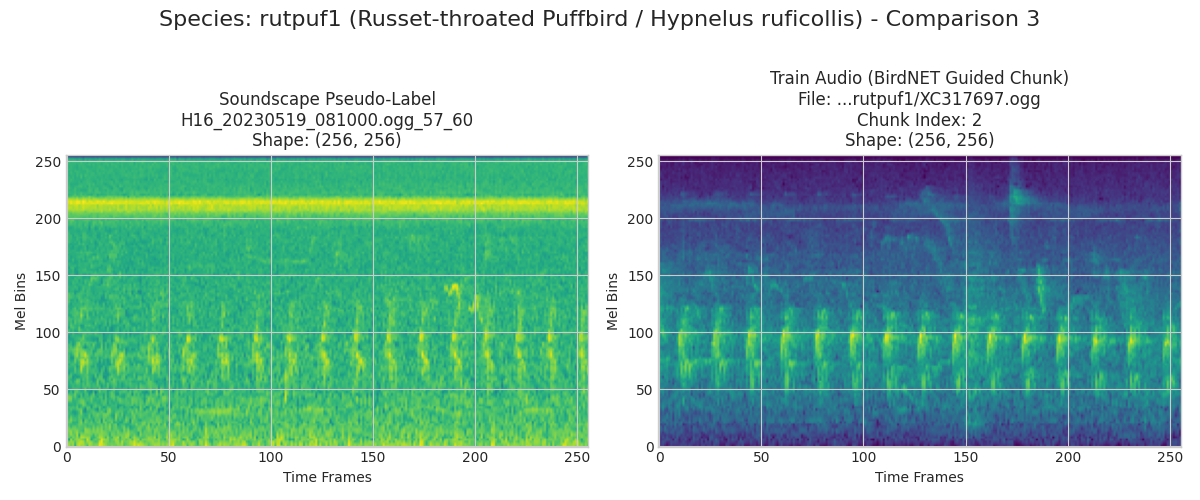 Species: rutpuf1 (Russet-throated Puffbird / Hypnelus ruficollis) - Comparison 3
Soundscape Pseudo-Label
H16_20230519_081000.ogg_57_60
Shape: (256, 256)
Train Audio (BirdNET Guided Chunk)
File: ...rutpuf1/XC317697.ogg
Chunk Index: 2
Shape: (256, 256)
Mel Bins
250
200
150
100
50
0
0 50 100 150 200 250
Time Frames
Mel Bins
250
200
150
100
50
0
0 50 100 150 200 250
Time Frames